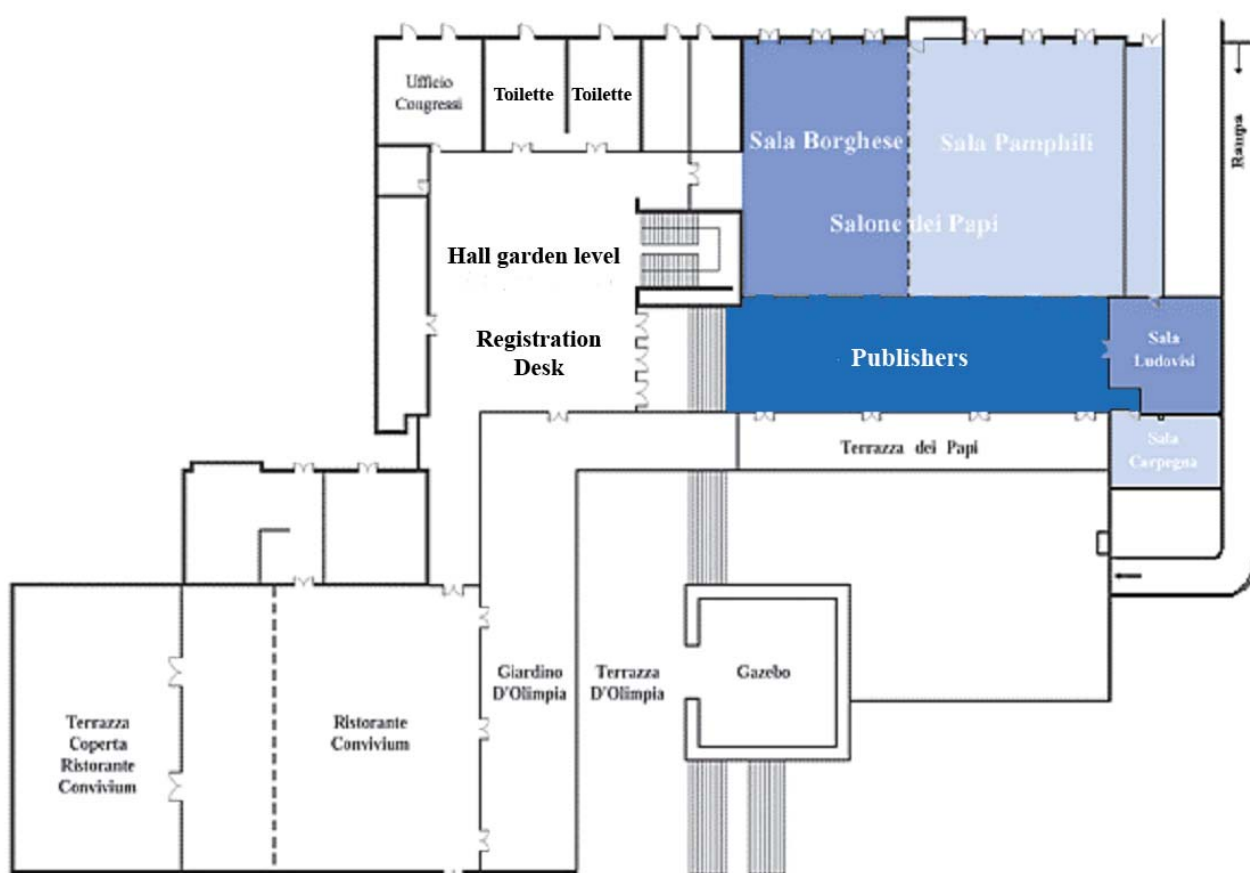 Ufficio
Congressi
Toilette
Toilette
Sala Borghese
Sala Pamphili
Salone dei Papi
Rampa
Hall garden level
Registration
Desk
Publishers
Sala
Ludovisi
Terrazza dei Papi
Sala
Carpegna
Giardino
D'Olimpia
Terrazza
D'Olimpia
Gazebo
Terrazza
Coperta
Ristorante
Convivium
Ristorante
Convivium